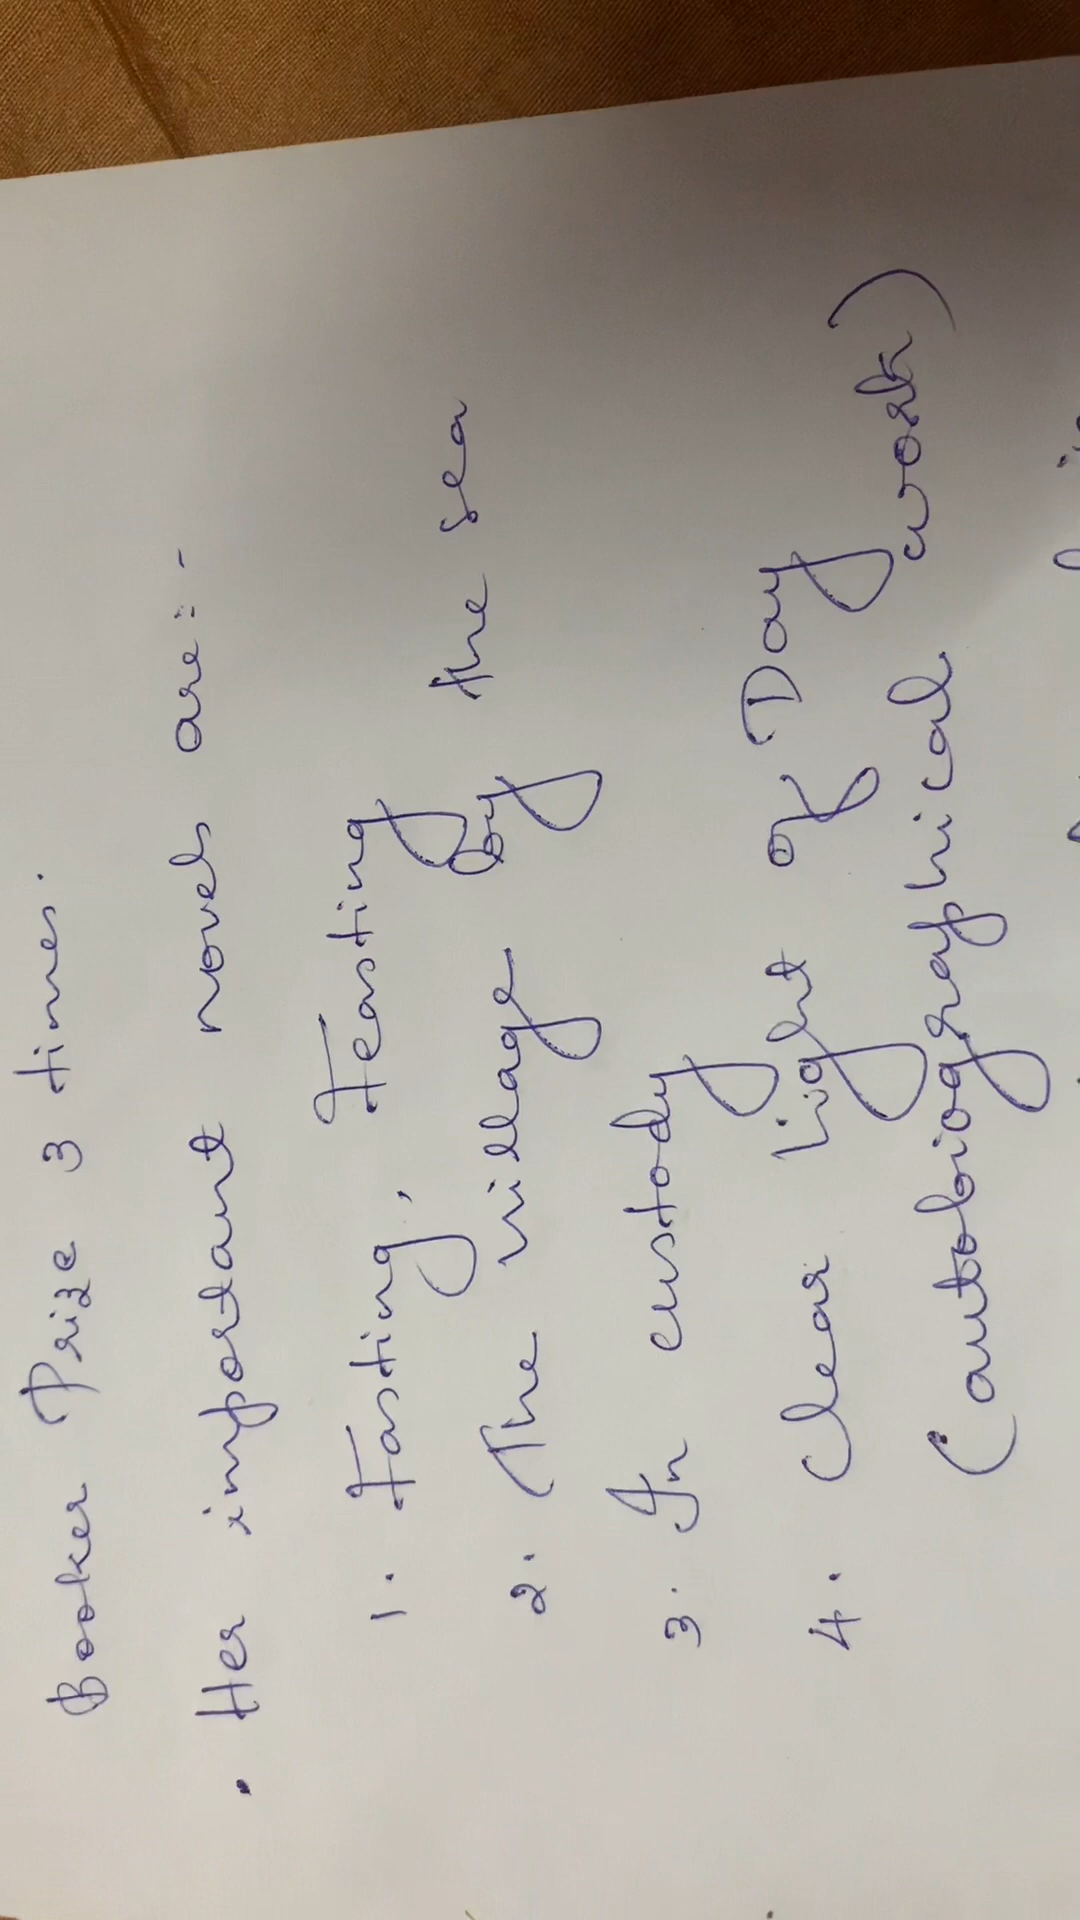 Booker Prize 3 times.
• Her important novels are:-
1. Fasting, Feasting
2. The village by the sea
3. In custody
4. Clear light of Day
(autobiographical work)